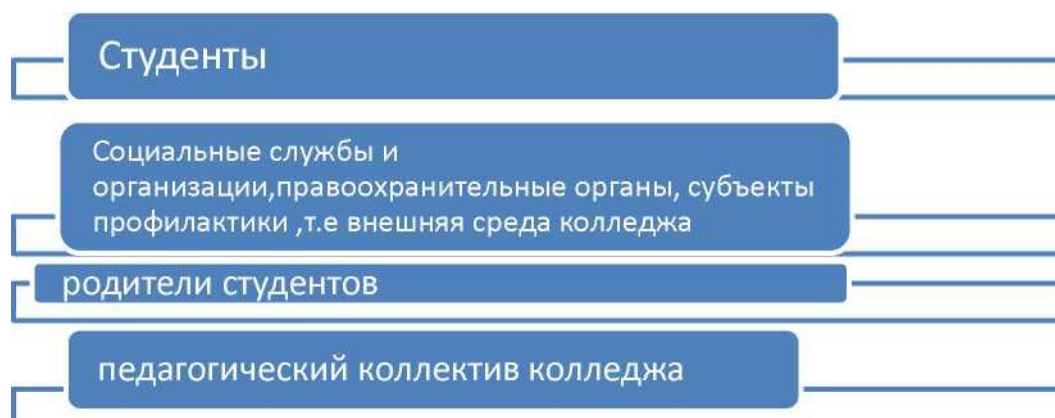 Студенты
Социальные службы и
организации,правоохранительные органы, субъекты
профилактики ,т.е внешняя среда колледжа
родители студентов
педагогический коллектив колледжа